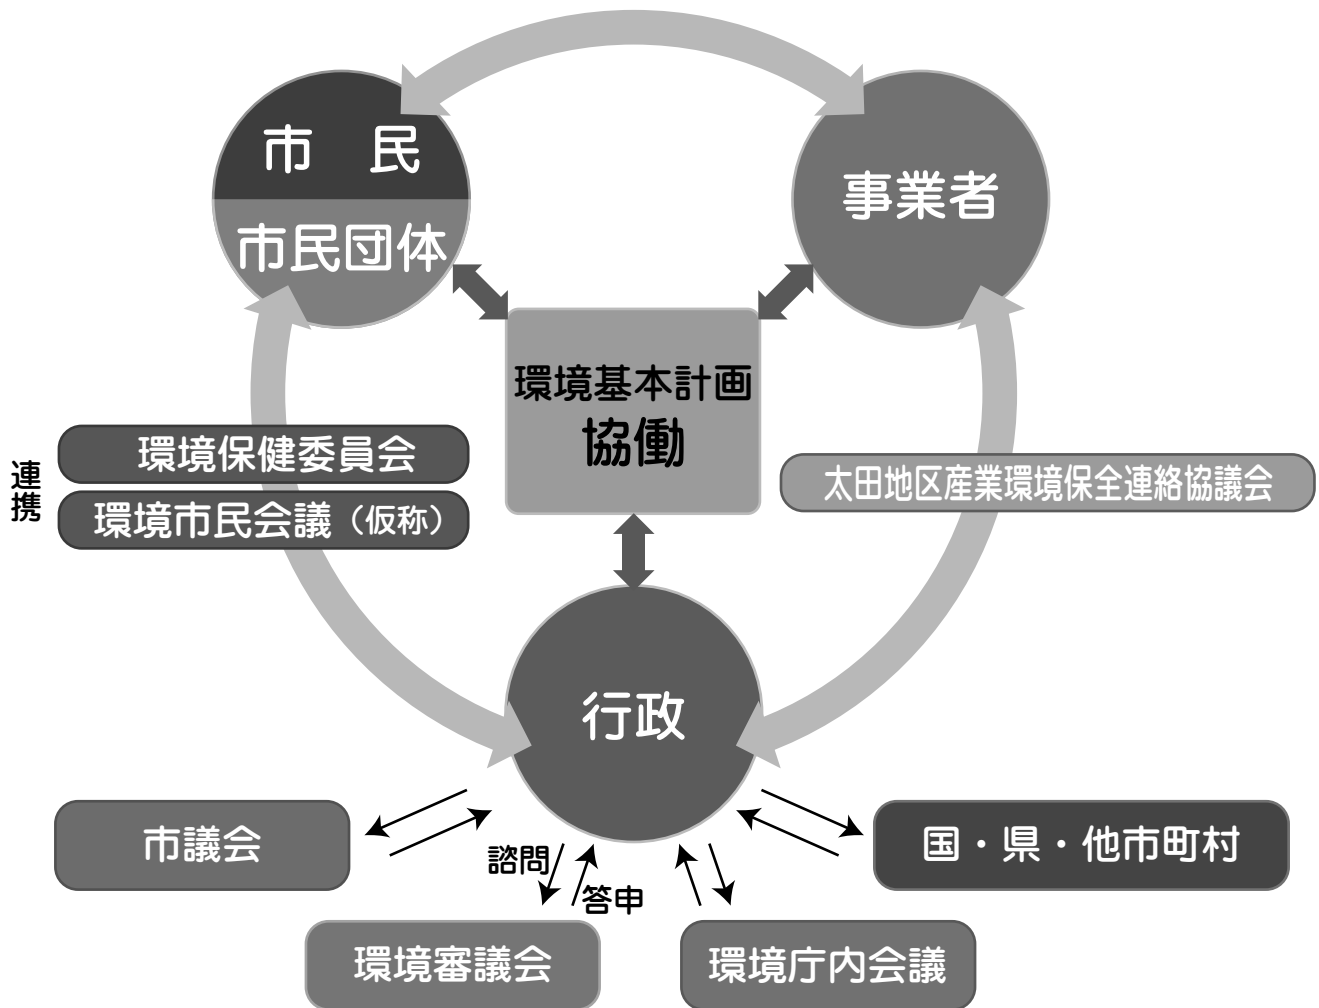 市　民
市民団体
事業者
環境基本計画
協働
連携
環境保健委員会
環境市民会議（仮称）
太田地区産業環境保全連絡協議会
行政
市議会
諮問
答申
国・県・他市町村
環境審議会
環境庁内会議